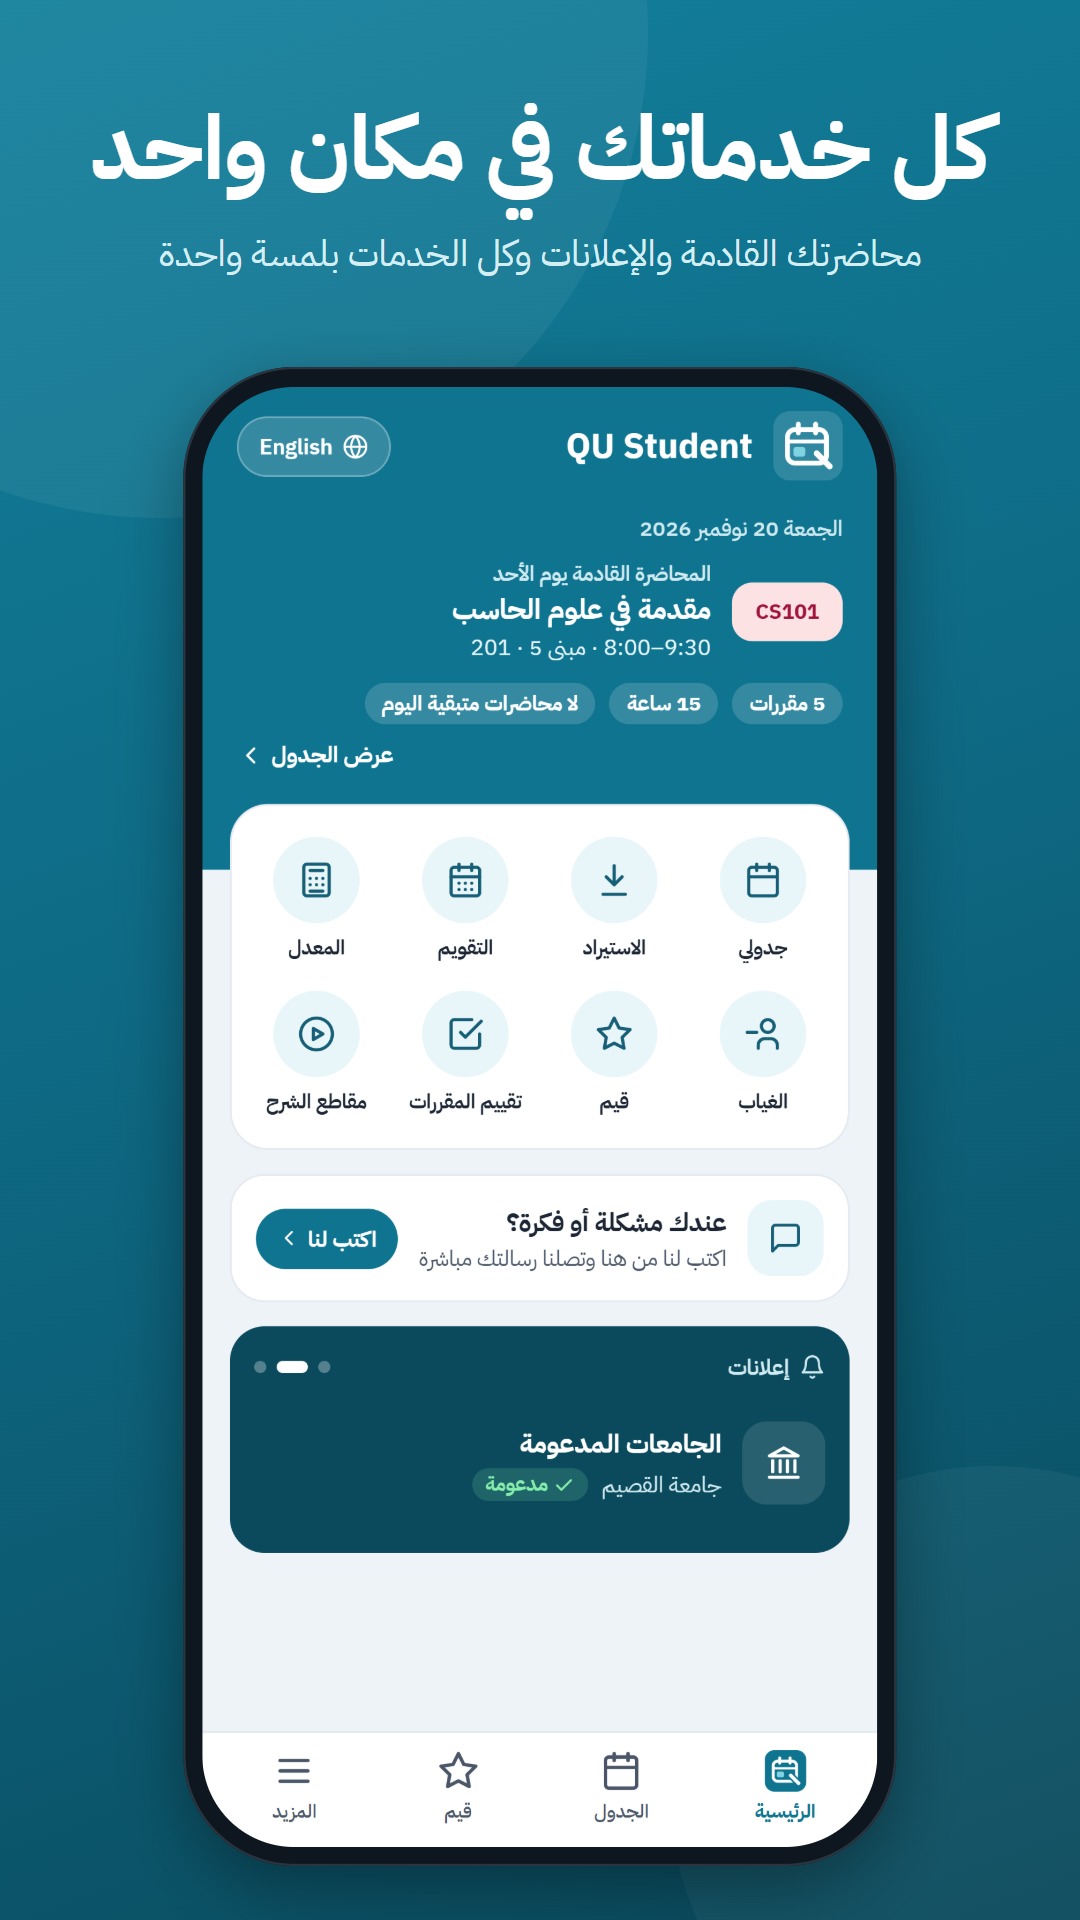 كل خدماتك في مكان واحد
محاضرتك القادمة والإعلانات وكل الخدمات بلمسة واحدة
QU Student
English
الجمعة 20 نوفمبر 2026
المحاضرة القادمة يوم الأحد
CS101
مقدمة في علوم الحاسب
8:00–9:30 · مبنى 5 · 201
5 مقررات
15 ساعة
لا محاضرات متبقية اليوم
عرض الجدول
جدولي
الاستيراد
التقويم
المعدل
الغياب
قيم
تقييم المقررات
مقاطع الشرح
عندك مشكلة أو فكرة؟
اكتب لنا من هنا وتصلنا رسالتك مباشرة
اكتب لنا
إعلانات
الجامعات المدعومة
جامعة القصيم
مدعومة
الرئيسية
الجدول
قيم
المزيد